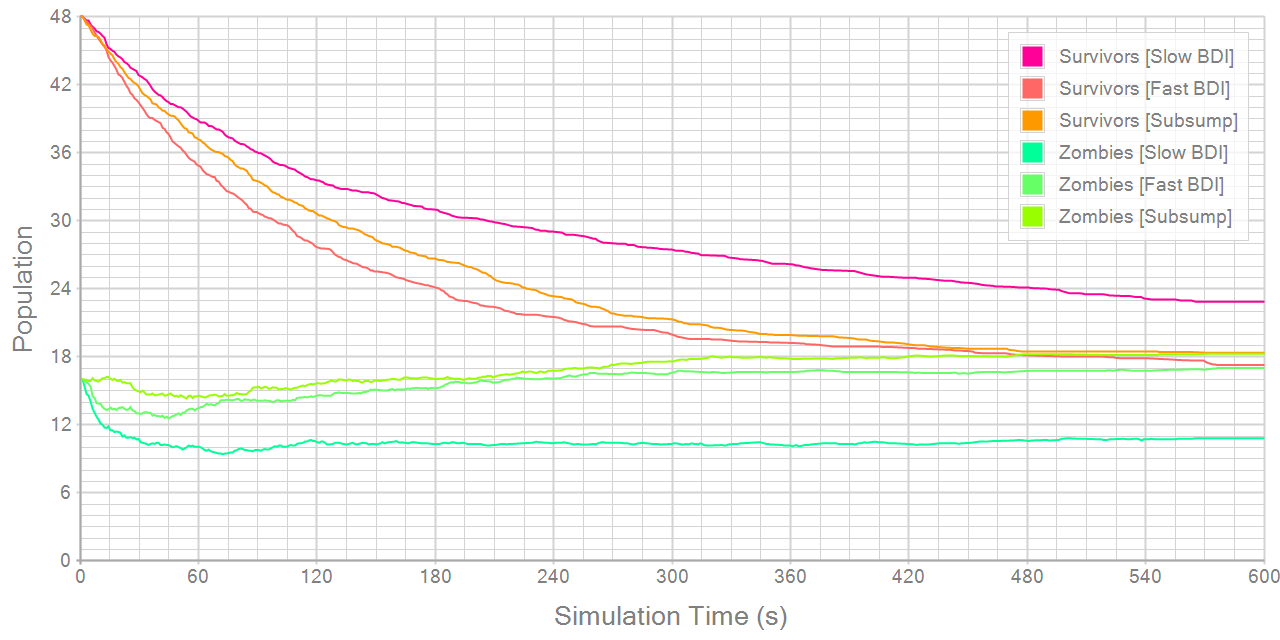 48
42
36
30
24
18
12
6
0
Population
Survivors [Slow BDI]
Survivors [Fast BDI]
Survivors [Subsump]
Zombies [Slow BDI]
Zombies [Fast BDI]
Zombies [Subsump]
0 60 120 180 240 300 360 420 480 540 600
Simulation Time (s)